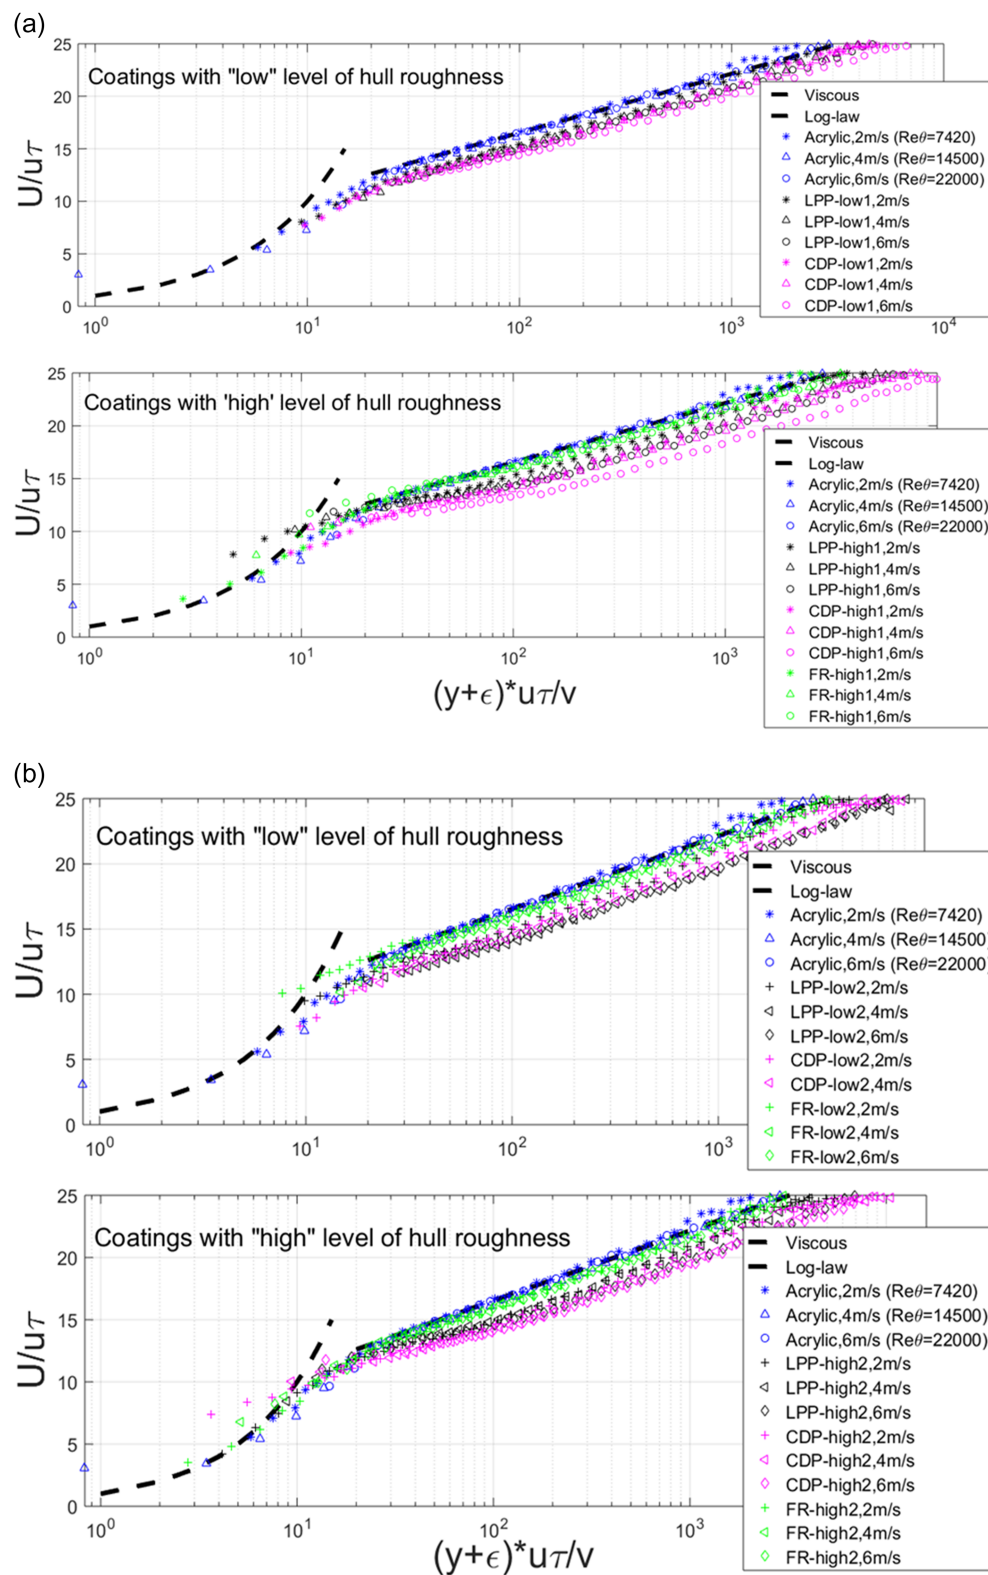 (a)
Coatings with "low" level of hull roughness
U/uτ
25
20
15
10
5
0
10⁰
10¹
10²
10³
10⁴
Viscous
Log-law
Acrylic,2m/s (Reθ=7420)
Acrylic,4m/s (Reθ=14500)
Acrylic,6m/s (Reθ=22000)
LPP-low1,2m/s
LPP-low1,4m/s
LPP-low1,6m/s
CDP-low1,2m/s
CDP-low1,4m/s
CDP-low1,6m/s
Coatings with 'high' level of hull roughness
U/uτ
25
20
15
10
5
0
10⁰
10¹
10²
10³
(y+ϵ)*uτ/v
Viscous
Log-law
Acrylic,2m/s (Reθ=7420)
Acrylic,4m/s (Reθ=14500)
Acrylic,6m/s (Reθ=22000)
LPP-high1,2m/s
LPP-high1,4m/s
LPP-high1,6m/s
CDP-high1,2m/s
CDP-high1,4m/s
CDP-high1,6m/s
FR-high1,2m/s
FR-high1,4m/s
FR-high1,6m/s
(b)
Coatings with "low" level of hull roughness
U/uτ
25
20
15
10
5
0
10⁰
10¹
10²
10³
Viscous
Log-law
Acrylic,2m/s (Reθ=7420)
Acrylic,4m/s (Reθ=14500)
Acrylic,6m/s (Reθ=22000)
LPP-low2,2m/s
LPP-low2,4m/s
LPP-low2,6m/s
CDP-low2,2m/s
CDP-low2,4m/s
FR-low2,2m/s
FR-low2,4m/s
FR-low2,6m/s
Coatings with "high" level of hull roughness
U/uτ
25
20
15
10
5
0
10⁰
10¹
10²
10³
(y+ϵ)*uτ/v
Viscous
Log-law
Acrylic,2m/s (Reθ=7420)
Acrylic,4m/s (Reθ=14500)
Acrylic,6m/s (Reθ=22000)
LPP-high2,2m/s
LPP-high2,4m/s
LPP-high2,6m/s
CDP-high2,2m/s
CDP-high2,4m/s
CDP-high2,6m/s
FR-high2,2m/s
FR-high2,4m/s
FR-high2,6m/s